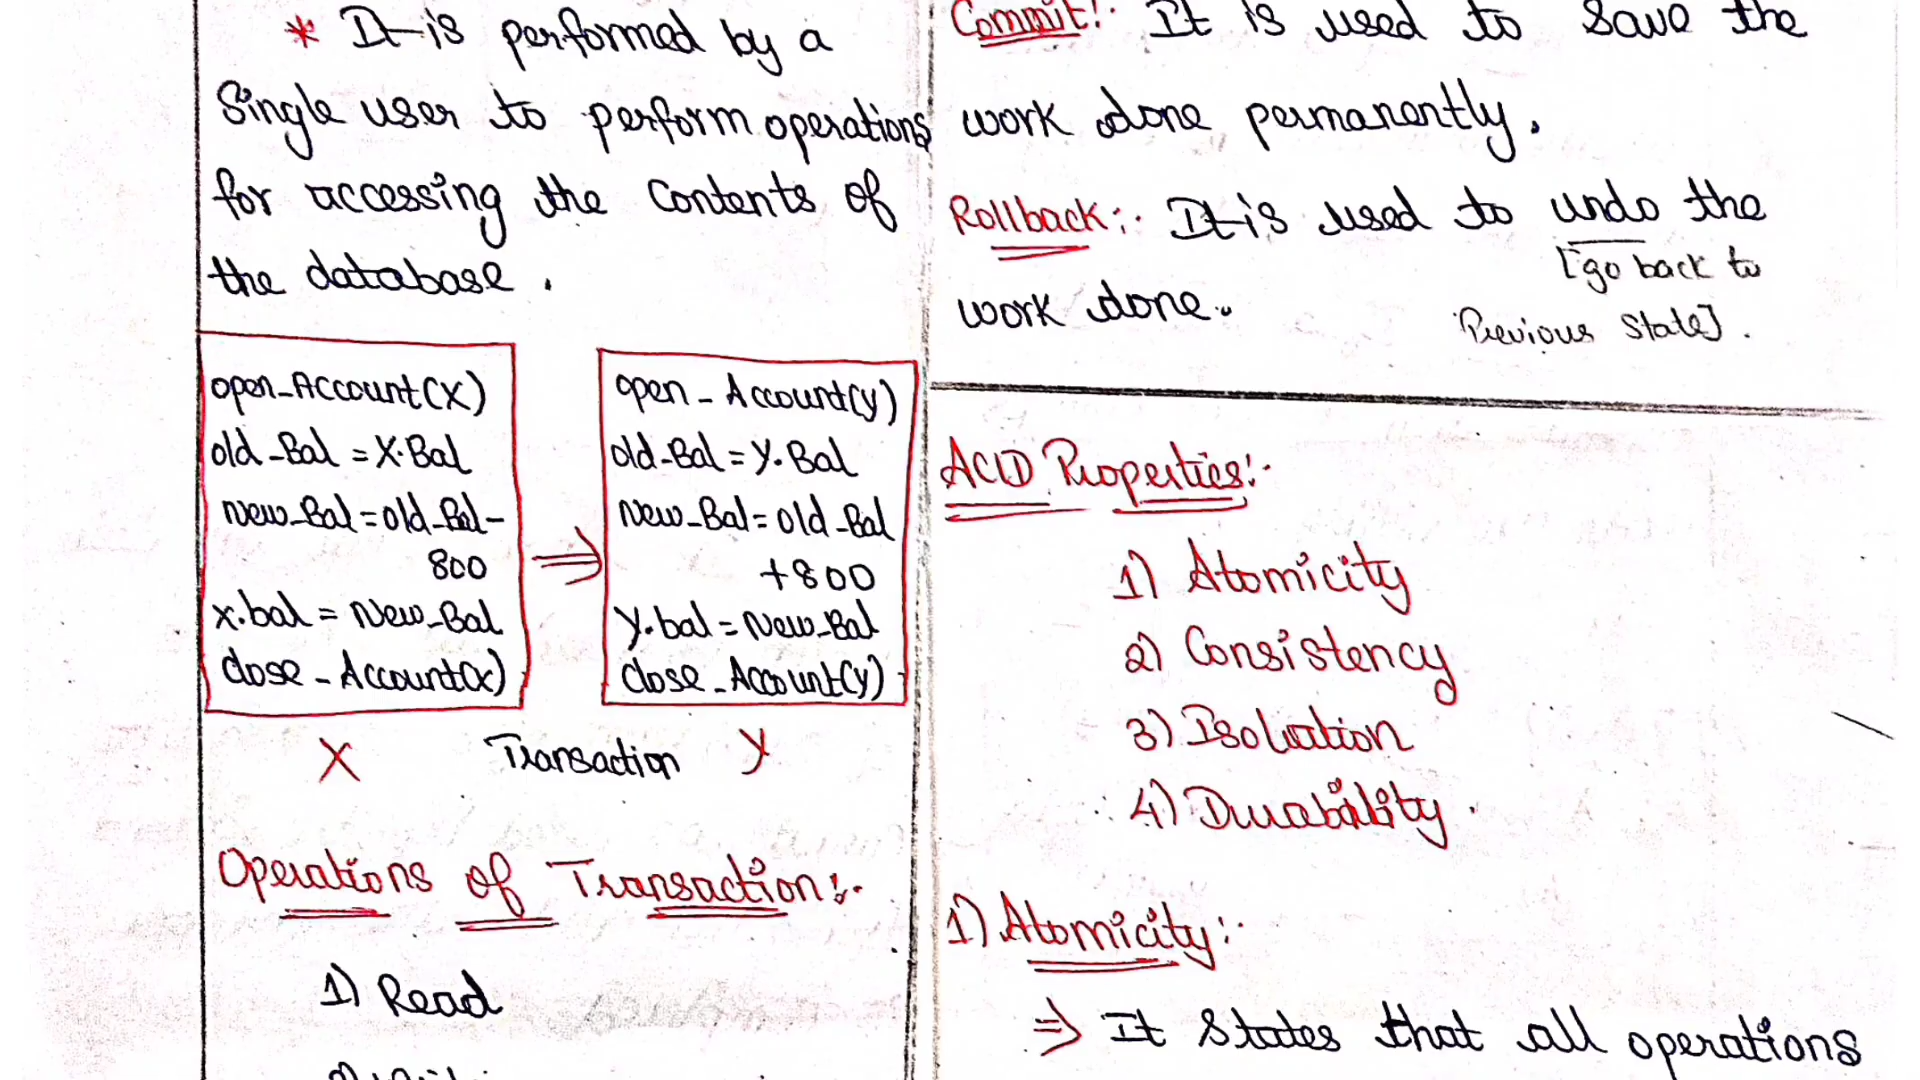 * It is performed by a
Single user to perform operations
for accessing the Contents of
the database.
open_Account(X)
old_Bal = X.Bal
New_Bal = old_Bal -
800
x.bal = New_Bal
close_Account(x)
⇒
open_Account(y)
old_Bal = y.Bal
New_Bal = old_Bal
+800
y.bal = New_Bal
close_Account(y)
X Transaction y
Operations of Transaction:-
1) Read
Commit:- It is used to Save the
work done permanently.
Rollback:- It is used to undo the
[go back to
work done.
Previous State].
ACID Properties:-
1) Atomicity
2) Consistency
3) Isolation
4) Durability.
1) Atomicity:-
⇒ It States that all operations